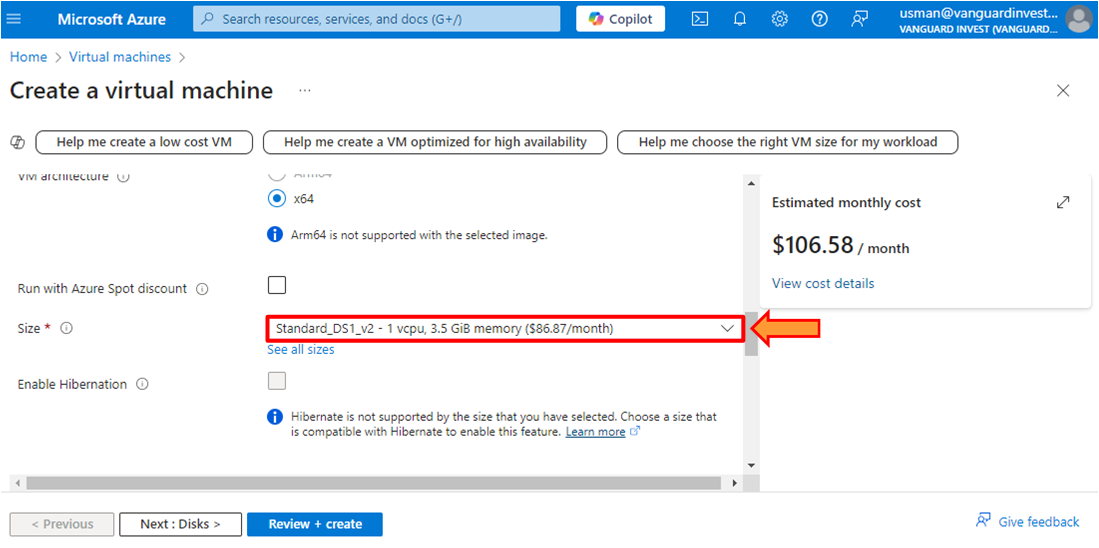 Microsoft Azure
Search resources, services, and docs (G+/)
Copilot
usman@vanguardinvest...
VANGUARD INVEST (VANGUARD...
Home > Virtual machines >
Create a virtual machine ...
Help me create a low cost VM
Help me create a VM optimized for high availability
Help me choose the right VM size for my workload
VM architecture
Arm64
x64
Arm64 is not supported with the selected image.
Run with Azure Spot discount
Size *
Standard_DS1_v2 - 1 vcpu, 3.5 GiB memory ($86.87/month)
See all sizes
Enable Hibernation
Hibernate is not supported by the size that you have selected. Choose a size that
is compatible with Hibernate to enable this feature. Learn more
Estimated monthly cost
$106.58 / month
View cost details
< Previous
Next : Disks >
Review + create
Give feedback